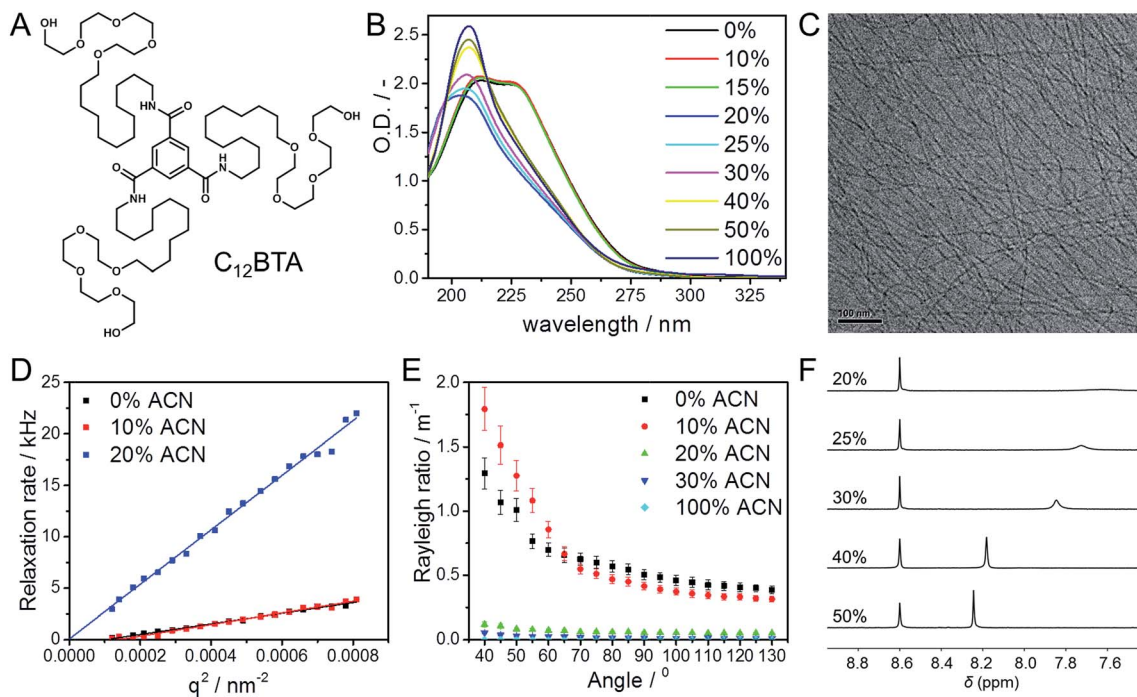 A
OH
O
O
O
O
NH
O
O
N
H
O
HN
O
O
O
O
OH
O
O
O
O
HO
C₁₂BTA
B
O.D. / -
2.5
2.0
1.5
1.0
0.5
0.0
200 225 250 275 300 325
wavelength / nm
0%
10%
15%
20%
25%
30%
40%
50%
100%
C
100 nm
D
Relaxation rate / kHz
25
20
15
10
5
0
0.0000 0.0002 0.0004 0.0006 0.0008
q² / nm⁻²
0% ACN
10% ACN
20% ACN
E
Rayleigh ratio / m⁻¹
2.0
1.5
1.0
0.5
0.0
40 50 60 70 80 90 100 110 120 130
Angle / ⁰
0% ACN
10% ACN
20% ACN
30% ACN
100% ACN
F
20%
25%
30%
40%
50%
8.8 8.6 8.4 8.2 8.0 7.8 7.6
δ (ppm)